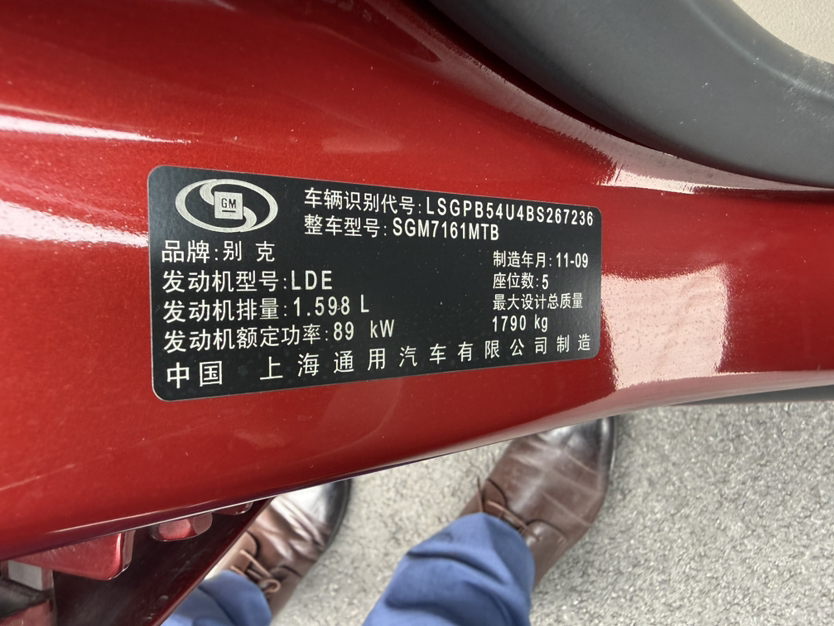 GM
车辆识别代号:LSGPB54U4BS267236
整车型号:SGM7161MTB
品牌:别 克
制造年月:11-09
发动机型号:LDE
座位数:5
发动机排量:1.598 L
最大设计总质量
发动机额定功率:89 kW
1790 kg
中国 上海通用汽车有限公司制造